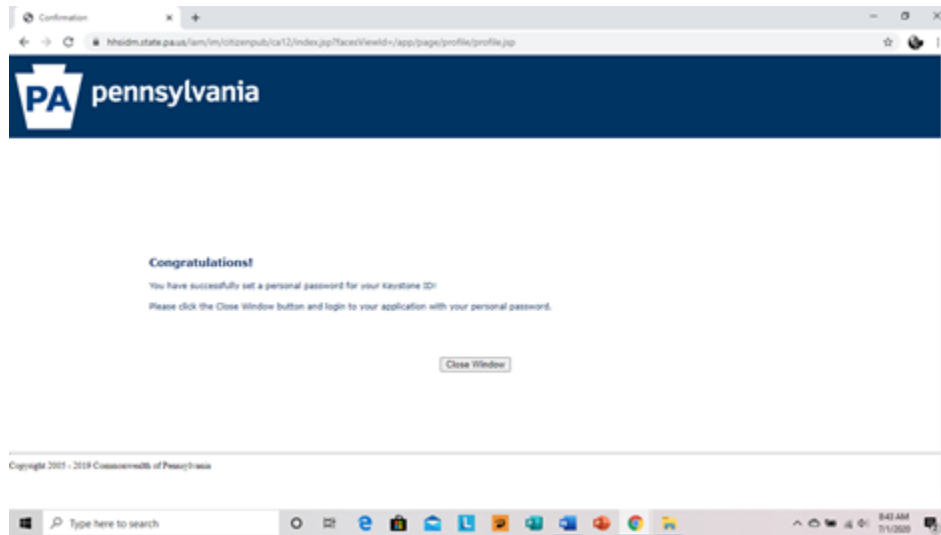 Confirmation
hhsidm.state.pa.us/iam/im/citizenpub/ca12/index.jsp?facesViewId=/app/page/profile/profile.jsp
PA pennsylvania
Congratulations!
You have successfully set a personal password for your Keystone ID!
Please click the Close Window button and login to your application with your personal password.
Close Window
Copyright 2005 - 2019 Commonwealth of Pennsylvania
Type here to search
8:43 AM
7/1/2020